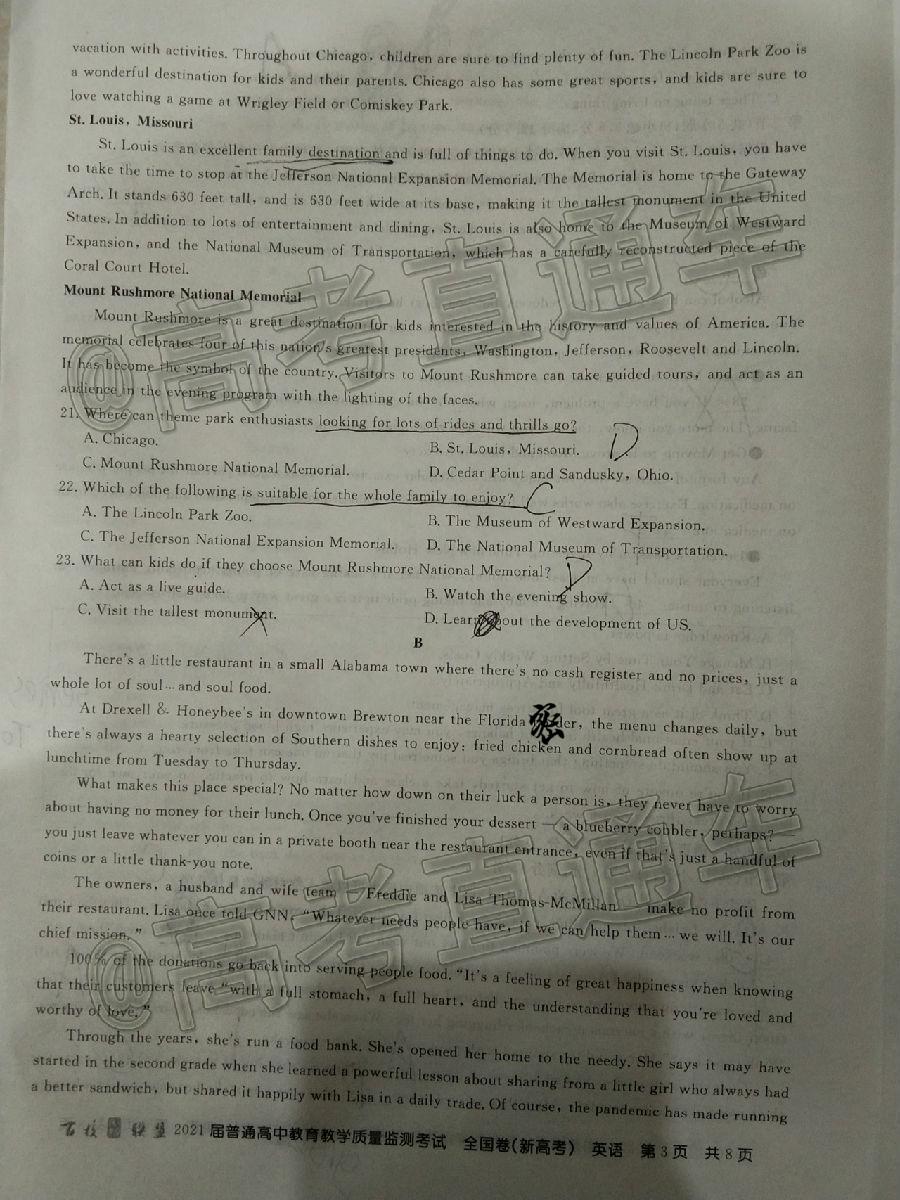 vacation with activities. Throughout Chicago, children are sure to find plenty of fun. The Lincoln Park Zoo is
a wonderful destination for kids and their parents. Chicago also has some great sports, and kids are sure to
love watching a game at Wrigley Field or Comiskey Park.
St. Louis, Missouri
St. Louis is an excellent family destination and is full of things to do. When you visit St. Louis, you have
to take the time to stop at the Jefferson National Expansion Memorial. The Memorial is home to the Gateway
Arch. It stands 630 feet tall, and is 630 feet wide at its base, making it the tallest monument in the United
States. In addition to lots of entertainment and dining, St. Louis is also home to the Museum of Westward
Expansion, and the National Museum of Transportation, which has a carefully reconstructed piece of the
Coral Court Hotel.
Mount Rushmore National Memorial
Mount Rushmore is a great destination for kids interested in the history and values of America. The
memorial celebrates four of this nation's greatest presidents, Washington, Jefferson, Roosevelt and Lincoln.
It has become the symbol of the country. Visitors to Mount Rushmore can take guided tours, and act as an
audience in the evening program with the lighting of the faces.
21. Where can theme park enthusiasts looking for lots of rides and thrills go? D
A. Chicago. B. St. Louis, Missouri.
C. Mount Rushmore National Memorial. D. Cedar Point and Sandusky, Ohio.
22. Which of the following is suitable for the whole family to enjoy? C
A. The Lincoln Park Zoo. B. The Museum of Westward Expansion.
C. The Jefferson National Expansion Memorial. D. The National Museum of Transportation.
23. What can kids do if they choose Mount Rushmore National Memorial? D
A. Act as a live guide. B. Watch the evening show.
C. Visit the tallest monument. D. Learn about the development of US.
B
There's a little restaurant in a small Alabama town where there's no cash register and no prices, just a
whole lot of soul… and soul food.
At Drexell & Honeybee's in downtown Brewton near the Florida 密 der, the menu changes daily, but
there's always a hearty selection of Southern dishes to enjoy; fried chicken and cornbread often show up at
lunchtime from Tuesday to Thursday.
What makes this place special? No matter how down on their luck a person is, they never have to worry
about having no money for their lunch. Once you've finished your dessert — a blueberry cobbler, perhaps? —
you just leave whatever you can in a private booth near the restaurant entrance, even if that's just a handful of
coins or a little thank-you note.
The owners, a husband and wife team — Freddie and Lisa Thomas-McMillan — make no profit from
their restaurant. Lisa once told GNN, "Whatever needs people have, if we can help them… we will. It's our
chief mission."
100% of the donations go back into serving people food. "It's a feeling of great happiness when knowing
that their customers leave "with a full stomach, a full heart, and the understanding that you're loved and
worthy of love."
Through the years, she's run a food bank. She's opened her home to the needy. She says it may have
started in the second grade when she learned a powerful lesson about sharing from a little girl who always had
a better sandwich, but shared it happily with Lisa in a daily trade. Of course, the pandemic has made running
百校联盟 2021届普通高中教育教学质量监测考试 全国卷(新高考) 英语 第3页 共8页
@高考直通车
@高考直通车